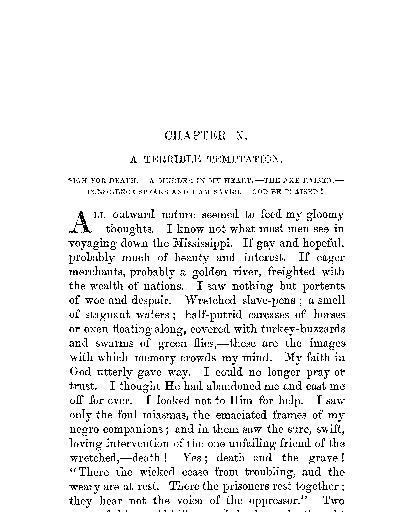 CHAPTER X.
A TERRIBLE TEMPTATION.
SIGH FOR DEATH.—A MURDER IN MY HEART.—THE AXE RAISED.—
SPEAKS AND I AM SAVED.—GOD BE PRAISED!
ALL outward nature seemed to feed my gloomy
thoughts. I know not what most men see in
voyaging down the Mississippi. If gay and hopeful,
probably much of beauty and interest. If eager
merchants, probably a golden river, freighted with
the wealth of nations. I saw nothing but portents
of woe and despair. Wretched slave-pens; a smell
of stagnant waters; half-putrid carcases of horses
or oxen floating along, covered with turkey-buzzards
and swarms of green flies,—these are the images
with which memory crowds my mind. My faith in
God utterly gave way. I could no longer pray or
trust. I thought He had abandoned me and cast me
off for ever. I looked not to Him for help. I saw
only the foul miasmas, the emaciated frames of my
negro companions; and in them saw the sure, swift,
loving intervention of the one unfailing friend of the
wretched,—death! Yes; death and the grave!
"There the wicked cease from troubling, and the
weary are at rest. There the prisoners rest together;
they hear not the voice of the oppressor." Two